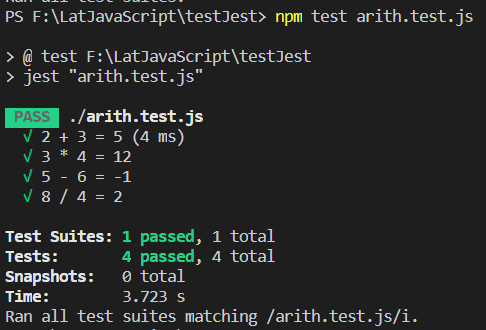 Ran all test suites.
PS F:\LatJavaScript\testJest> npm test arith.test.js
> @ test F:\LatJavaScript\testJest
> jest "arith.test.js"
PASS ./arith.test.js
√ 2 + 3 = 5 (4 ms)
√ 3 * 4 = 12
√ 5 - 6 = -1
√ 8 / 4 = 2
Test Suites: 1 passed, 1 total
Tests: 4 passed, 4 total
Snapshots: 0 total
Time: 3.723 s
Ran all test suites matching /arith.test.js/i.